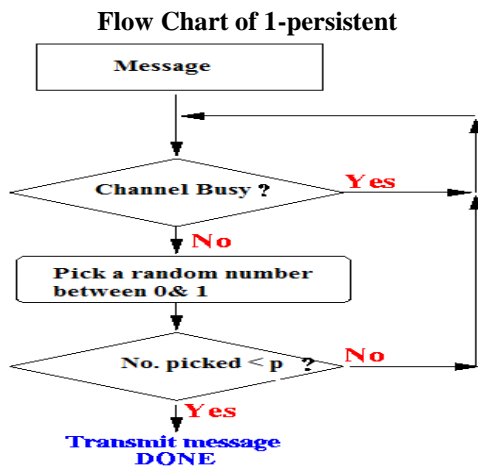 Flow Chart of 1-persistent
Message
Channel Busy ?
Yes
No
Pick a random number
between 0& 1
No. picked < p ?
No
Yes
Transmit message
DONE